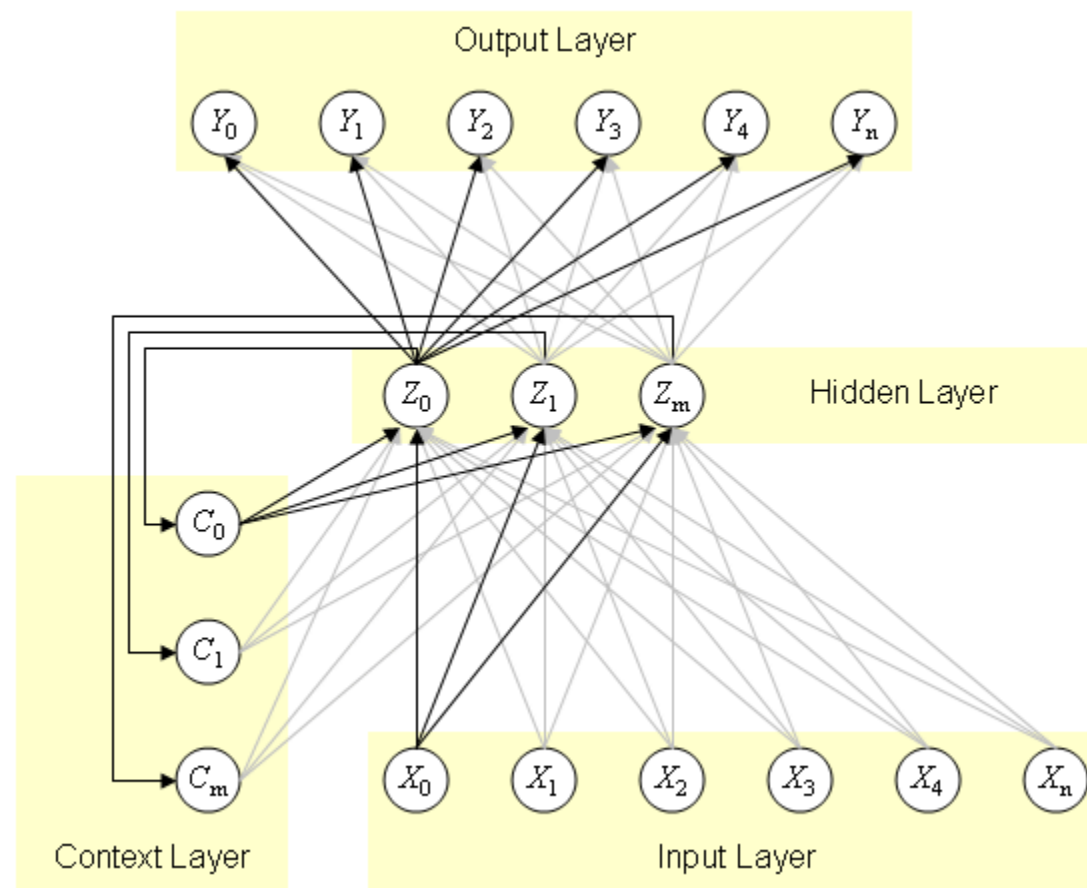 Output Layer
Y0 Y1 Y2 Y3 Y4 Yn
Z0 Z1 Zm Hidden Layer
C0
C1
Cm X0 X1 X2 X3 X4 Xn
Context Layer Input Layer